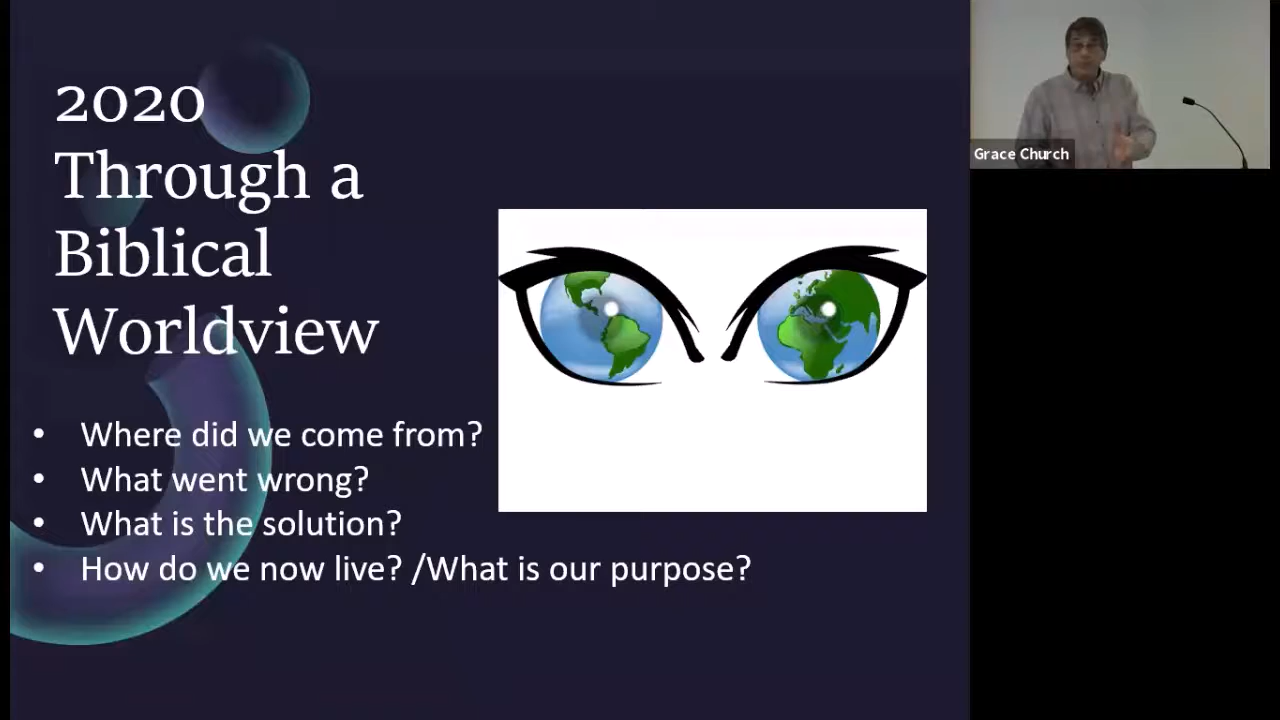 2020
Through a
Biblical
Worldview
• Where did we come from?
• What went wrong?
• What is the solution?
• How do we now live? /What is our purpose?
Grace Church